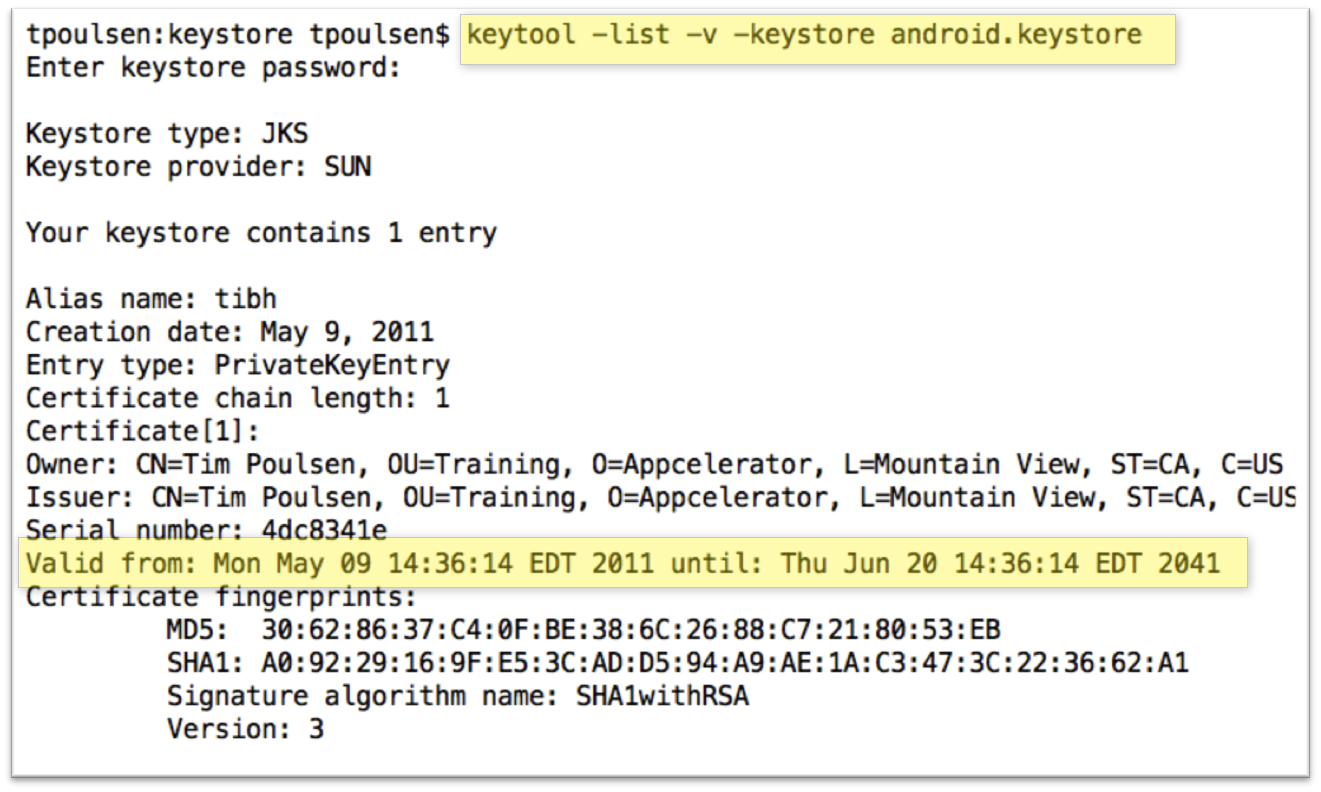 tpoulsen:keystore tpoulsen$ keytool –list –v –keystore android.keystore
Enter keystore password:
Keystore type: JKS
Keystore provider: SUN
Your keystore contains 1 entry
Alias name: tibh
Creation date: May 9, 2011
Entry type: PrivateKeyEntry
Certificate chain length: 1
Certificate[1]:
Owner: CN=Tim Poulsen, OU=Training, O=Appcelerator, L=Mountain View, ST=CA, C=US
Issuer: CN=Tim Poulsen, OU=Training, O=Appcelerator, L=Mountain View, ST=CA, C=US
Serial number: 4dc8341e
Valid from: Mon May 09 14:36:14 EDT 2011 until: Thu Jun 20 14:36:14 EDT 2041
Certificate fingerprints:
MD5: 30:62:86:37:C4:0F:BE:38:6C:26:88:C7:21:80:53:EB
SHA1: A0:92:29:16:9F:E5:3C:AD:D5:94:A9:AE:1A:C3:47:3C:22:36:62:A1
Signature algorithm name: SHA1withRSA
Version: 3